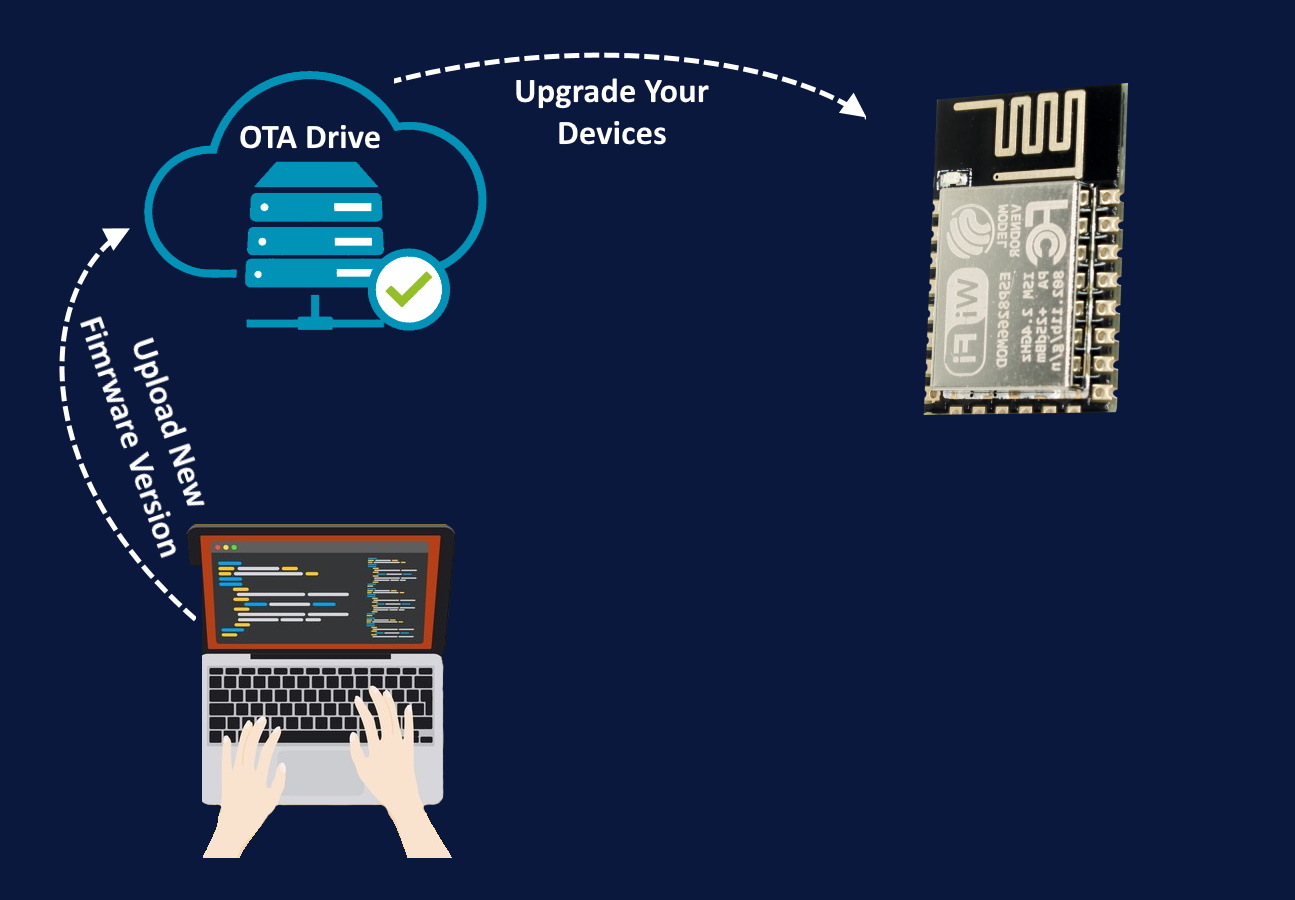 OTA Drive
Upgrade Your
Devices
Upload New
Fimrware Version
FC
VENDOR
MODEL
ESP8266MOD
WiFi
ISM 2.4GHz
PA +25dBm
802.11b/g/n